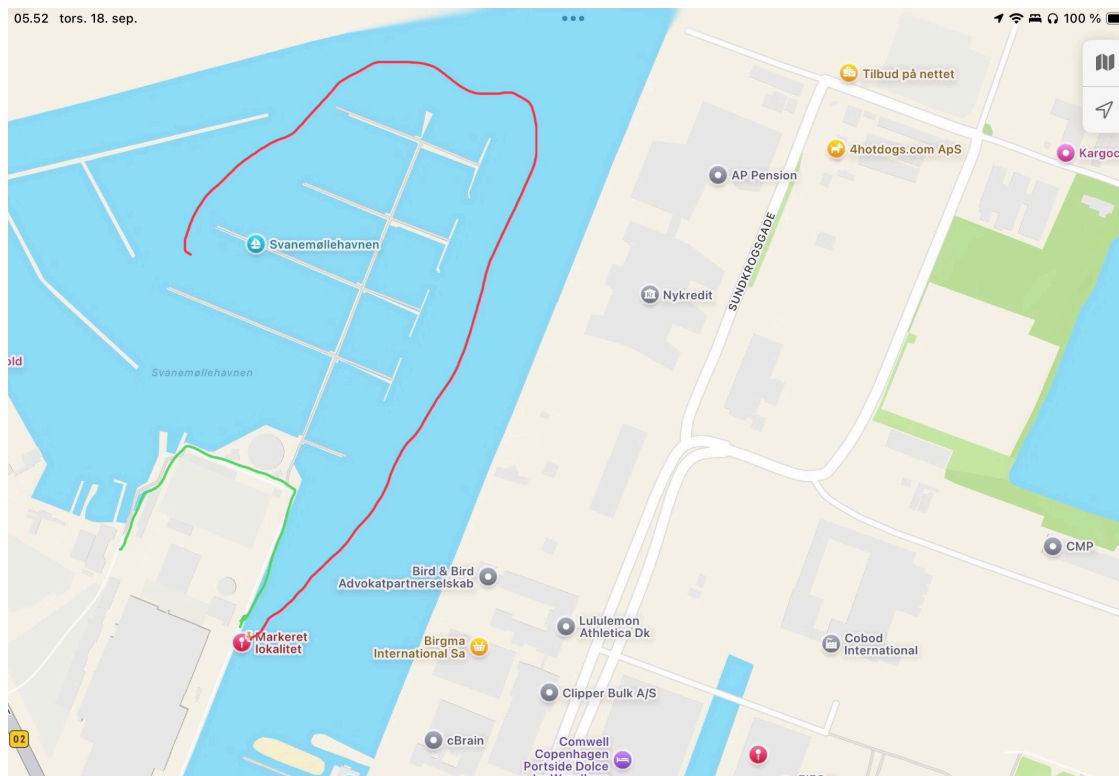 05.52 tors. 18. sep.
100 %
Tilbud på nettet
4hotdogs.com ApS
Kargoc
AP Pension
SUNDKROGSGADE
Svanemøllehavnen
Nykredit
old
Svanemøllehavnen
CMP
Bird & Bird
Advokatpartnerselskab
Lululemon
Athletica Dk
Markeret
lokalitet
Birgma
International Sa
Cobod
International
Clipper Bulk A/S
02
cBrain
Comwell
Copenhagen
Portside Dolce